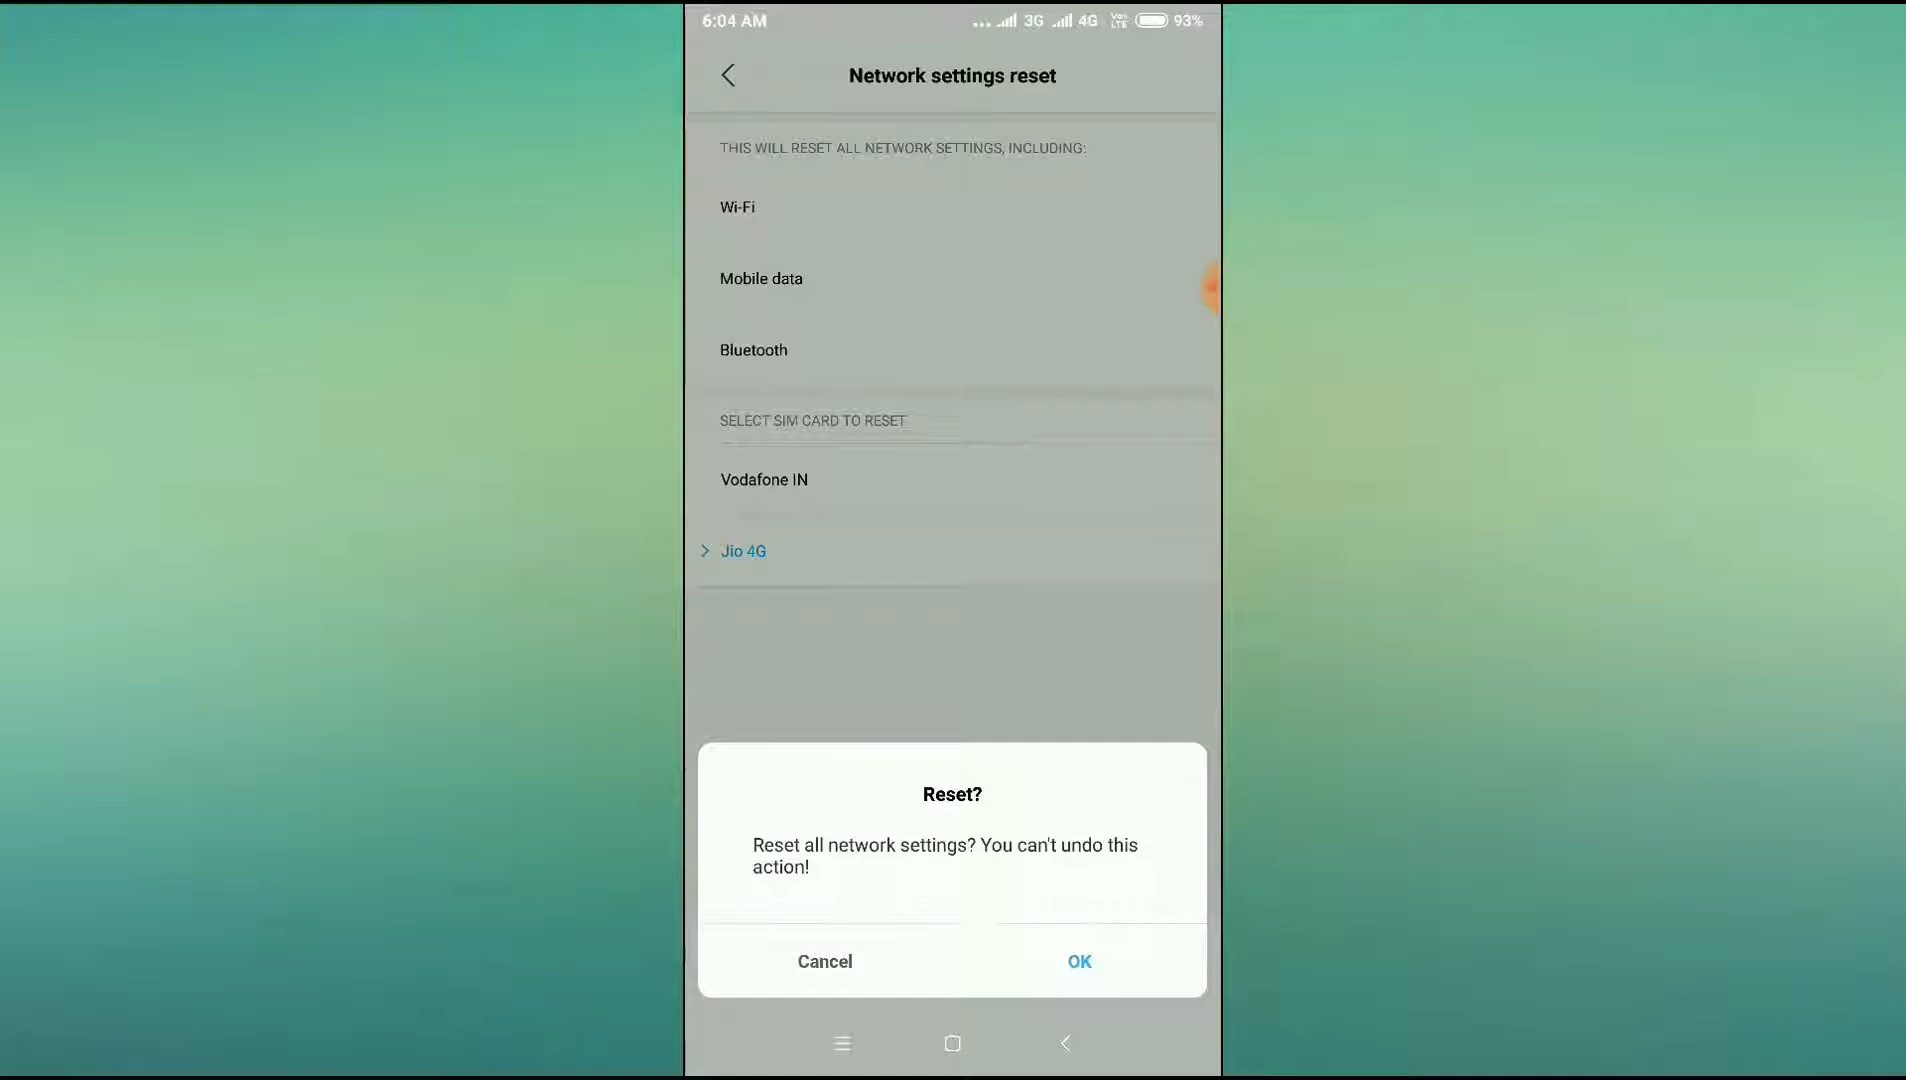 6:04 AM ... 3G 4G Vo LTE 93%
Network settings reset
THIS WILL RESET ALL NETWORK SETTINGS, INCLUDING:
Wi-Fi
Mobile data
Bluetooth
SELECT SIM CARD TO RESET
Vodafone IN
Jio 4G
Reset?
Reset all network settings? You can't undo this
action!
Cancel OK